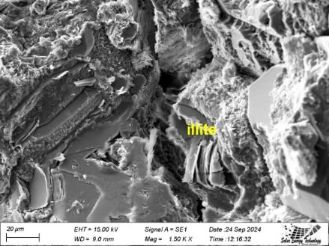 illite
20 µm
EHT = 15.00 kV
Signal A = SE1
Date :24 Sep 2024
WD = 9.0 mm
Mag = 1.50 K X
Time :12:16:32